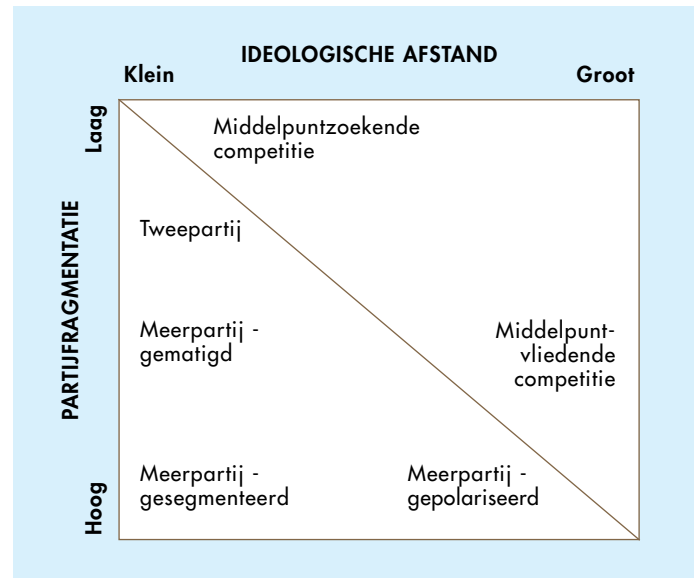 IDEOLOGISCHE AFSTAND
Klein
Groot
Laag
PARTIJFRAGMENTATIE
Hoog
Middelpuntzoekende
competitie
Tweepartij
Meerpartij -
gematigd
Middelpunt-
vliedende
competitie
Meerpartij -
gesegmenteerd
Meerpartij -
gepolariseerd